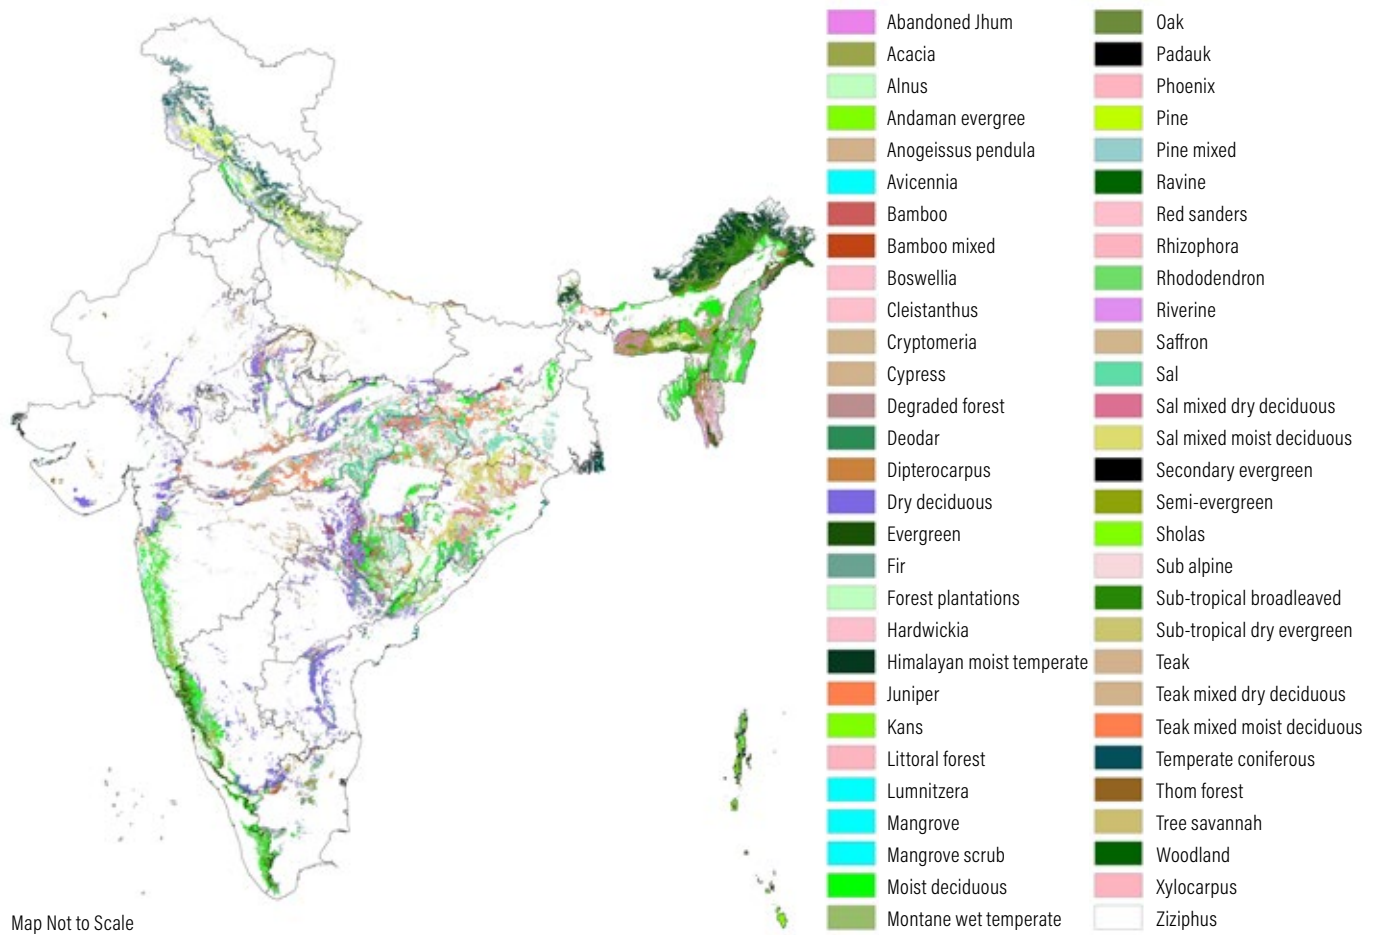 Abandoned Jhum
Acacia
Alnus
Andaman evergree
Anogeissus pendula
Avicennia
Bamboo
Bamboo mixed
Boswellia
Cleistanthus
Cryptomeria
Cypress
Degraded forest
Deodar
Dipterocarpus
Dry deciduous
Evergreen
Fir
Forest plantations
Hardwickia
Himalayan moist temperate
Juniper
Kans
Littoral forest
Lumnitzera
Mangrove
Mangrove scrub
Moist deciduous
Montane wet temperate
Oak
Padauk
Phoenix
Pine
Pine mixed
Ravine
Red sanders
Rhizophora
Rhododendron
Riverine
Saffron
Sal
Sal mixed dry deciduous
Sal mixed moist deciduous
Secondary evergreen
Semi-evergreen
Sholas
Sub alpine
Sub-tropical broadleaved
Sub-tropical dry evergreen
Teak
Teak mixed dry deciduous
Teak mixed moist deciduous
Temperate coniferous
Thom forest
Tree savannah
Woodland
Xylocarpus
Ziziphus
Map Not to Scale